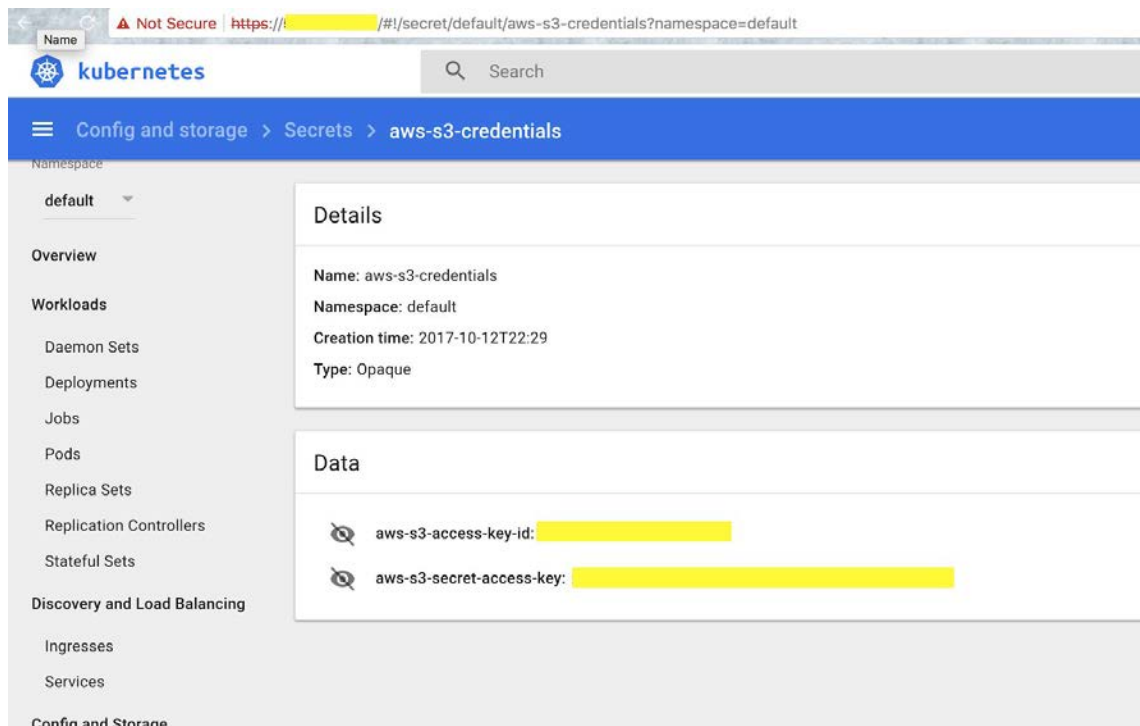 Not Secure https:// /#!/secret/default/aws-s3-credentials?namespace=default
Name
kubernetes
Search
Config and storage > Secrets > aws-s3-credentials
Namespace
default
Overview
Workloads
Daemon Sets
Deployments
Jobs
Pods
Replica Sets
Replication Controllers
Stateful Sets
Discovery and Load Balancing
Ingresses
Services
Config and Storage
Details
Name: aws-s3-credentials
Namespace: default
Creation time: 2017-10-12T22:29
Type: Opaque
Data
aws-s3-access-key-id:
aws-s3-secret-access-key: